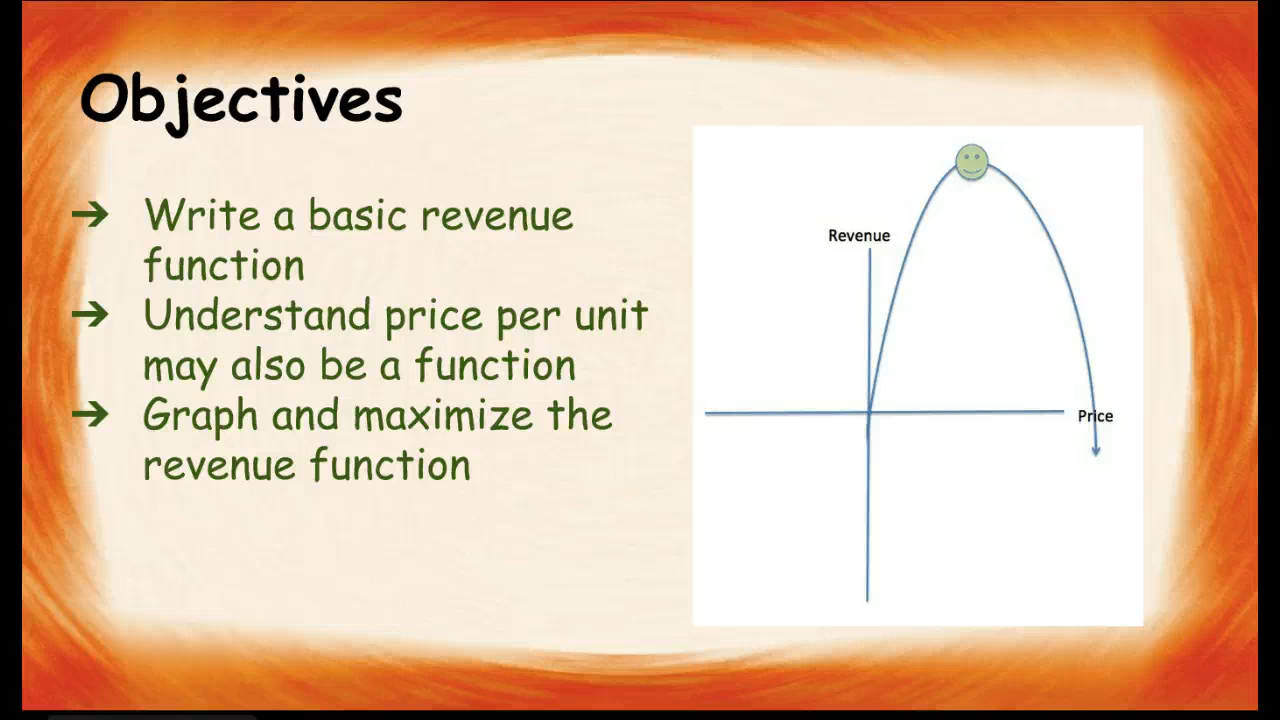 Objectives
➔ Write a basic revenue
function
➔ Understand price per unit
may also be a function
➔ Graph and maximize the
revenue function
Revenue
Price